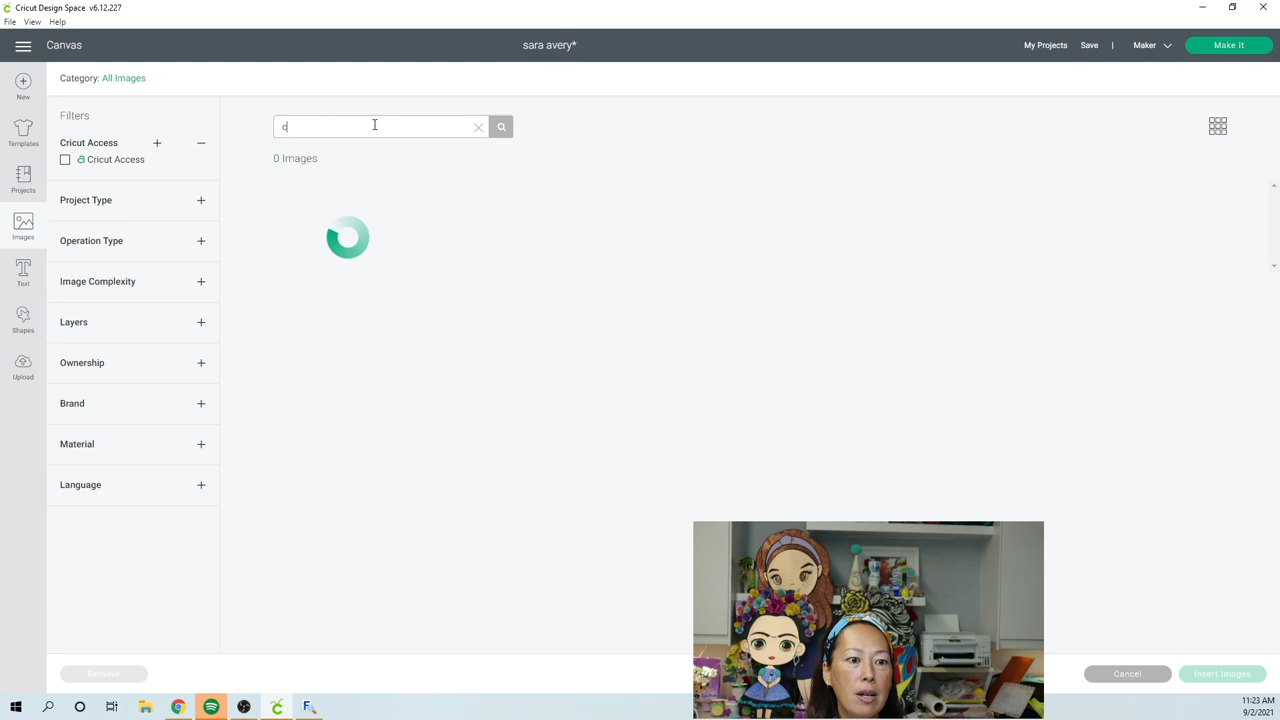 Cricut Design Space v6.12.227
File View Help
Canvas
sara avery*
My Projects Save | Maker Make It
Category: All Images
New
Templates
Projects
Images
Text
Shapes
Upload
Filters
Cricut Access
Cricut Access
Project Type
Operation Type
Image Complexity
Layers
Ownership
Brand
Material
Language
c
0 Images
Remove
Cancel
Insert Images
11:23 AM
9/2/2021